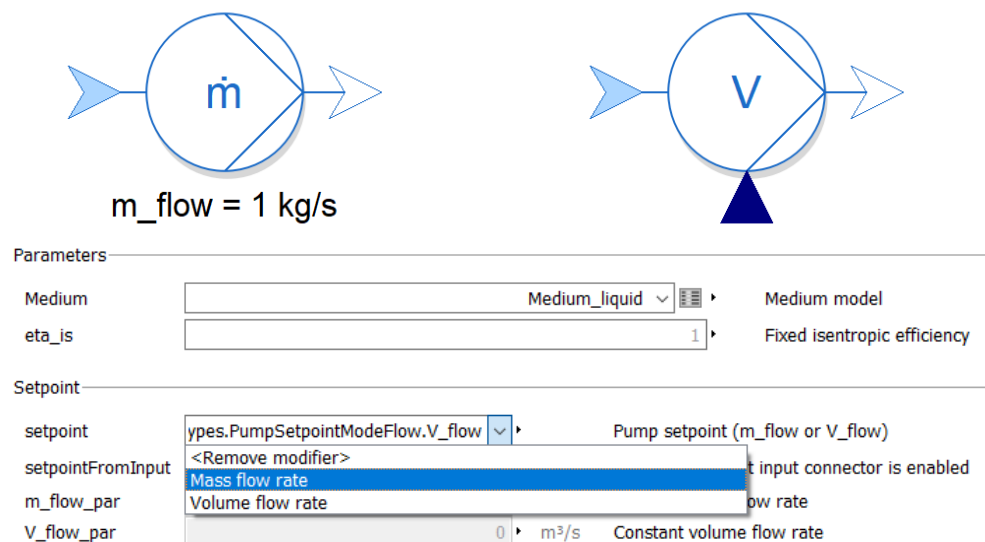 ṁ V
m_flow = 1 kg/s
Parameters
Medium Medium_liquid Medium model
eta_is 1 Fixed isentropic efficiency
Setpoint
setpoint ypes.PumpSetpointModeFlow.V_flow Pump setpoint (m_flow or V_flow)
<Remove modifier>
setpointFromInput t input connector is enabled
Mass flow rate
m_flow_par ow rate
Volume flow rate
V_flow_par 0 m³/s Constant volume flow rate